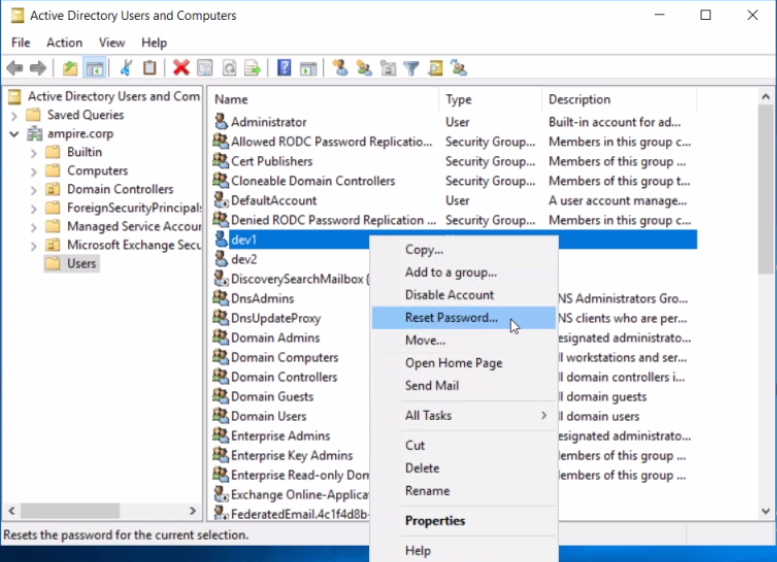 Active Directory Users and Computers
File Action View Help
Active Directory Users and Com
Saved Queries
ampire.corp
Builtin
Computers
Domain Controllers
ForeignSecurityPrincipals
Managed Service Accour
Microsoft Exchange Secu
Users
Name Type Description
Administrator User Built-in account for ad...
Allowed RODC Password Replicatio... Security Group... Members in this group c...
Cert Publishers Security Group... Members of this group ...
Cloneable Domain Controllers Security Group... Members of this group t...
DefaultAccount User A user account manage...
Denied RODC Password Replication ... Security Group... Members in this group c...
dev1
dev2
DiscoverySearchMailbox {
DnsAdmins NS Administrators Gro...
DnsUpdateProxy NS clients who are per...
Domain Admins esignated administrato...
Domain Computers ll workstations and ser...
Domain Controllers ll domain controllers i...
Domain Guests ll domain guests
Domain Users ll domain users
Enterprise Admins esignated administrato...
Enterprise Key Admins embers of this group ...
Enterprise Read-only Dom embers of this group ...
Exchange Online-Applica
FederatedEmail.4c1f4d8b-
Copy...
Add to a group...
Disable Account
Reset Password...
Move...
Open Home Page
Send Mail
All Tasks
Cut
Delete
Rename
Properties
Help
Resets the password for the current selection.